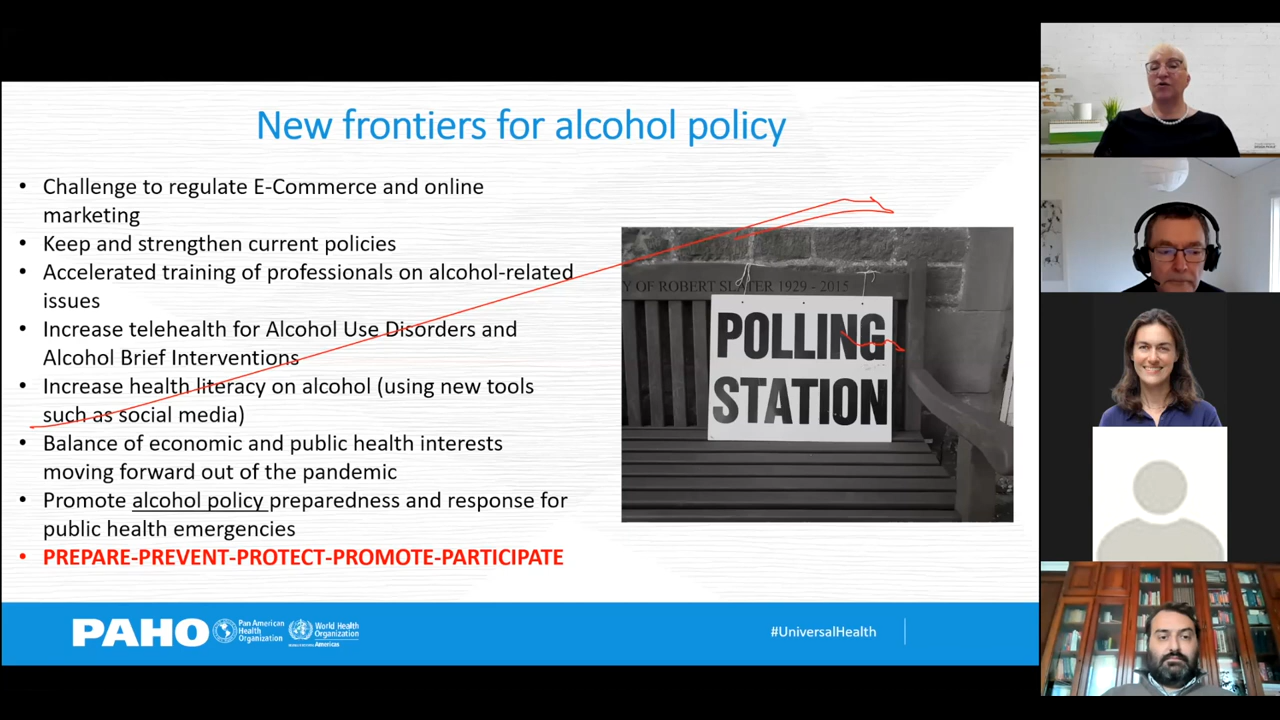 New frontiers for alcohol policy
• Challenge to regulate E-Commerce and online
marketing
• Keep and strengthen current policies
• Accelerated training of professionals on alcohol-related
issues
• Increase telehealth for Alcohol Use Disorders and
Alcohol Brief Interventions
• Increase health literacy on alcohol (using new tools
such as social media)
• Balance of economic and public health interests
moving forward out of the pandemic
• Promote alcohol policy preparedness and response for
public health emergencies
• PREPARE-PREVENT-PROTECT-PROMOTE-PARTICIPATE
Y OF ROBERT SLATER 1929 - 2015
POLLING
STATION
PAHO
Pan American
Health
Organization
World Health
Organization
Americas
#UniversalHealth